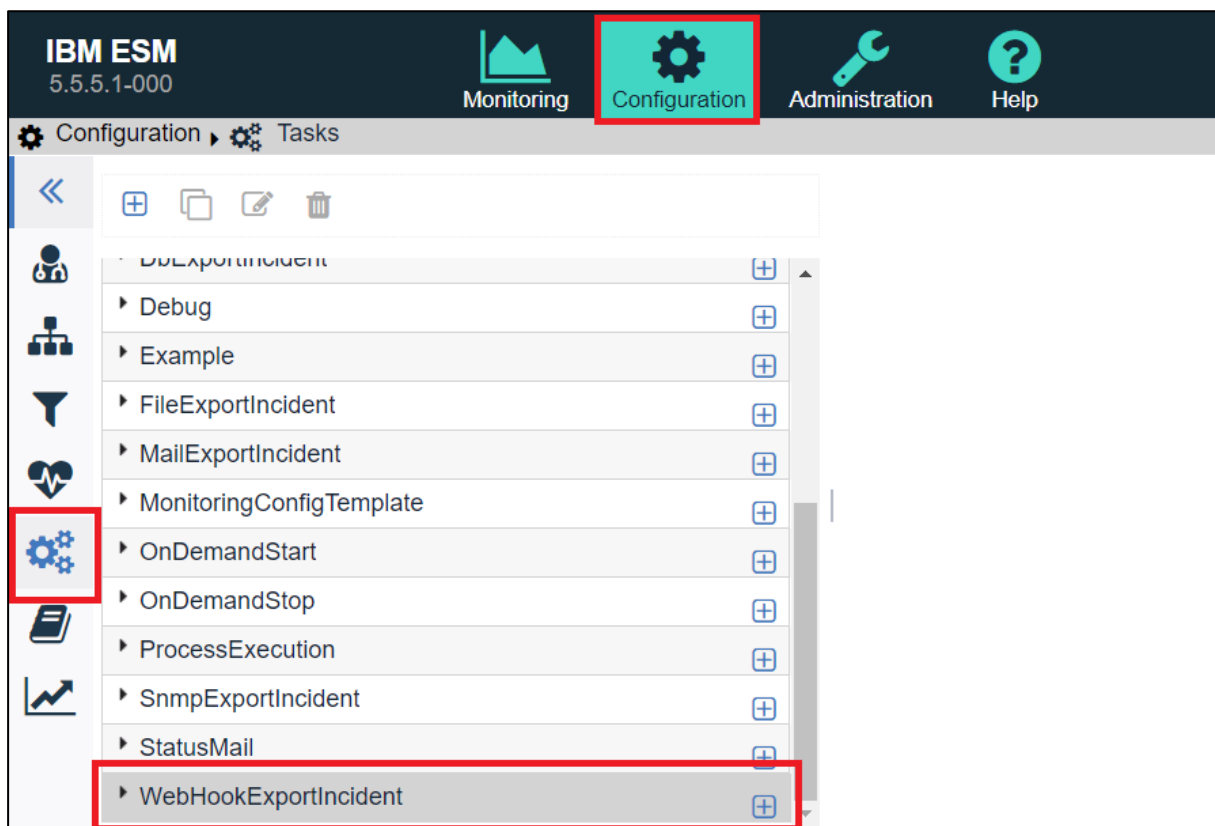 IBM ESM
5.5.5.1-000
Monitoring
Configuration
Administration
Help
Configuration Tasks
DbExportIncident
Debug
Example
FileExportIncident
MailExportIncident
MonitoringConfigTemplate
OnDemandStart
OnDemandStop
ProcessExecution
SnmpExportIncident
StatusMail
WebHookExportIncident